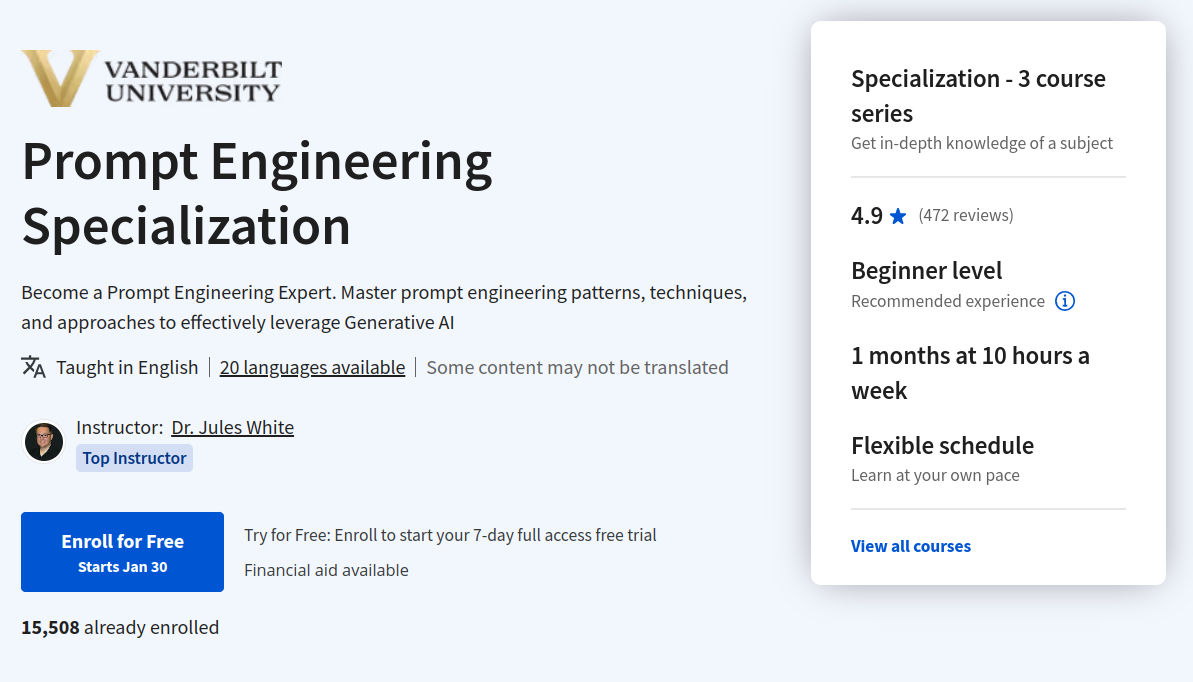 VANDERBILT
UNIVERSITY
Prompt Engineering
Specialization
Become a Prompt Engineering Expert. Master prompt engineering patterns, techniques,
and approaches to effectively leverage Generative AI
Taught in English | 20 languages available | Some content may not be translated
Instructor: Dr. Jules White
Top Instructor
Enroll for Free
Starts Jan 30
Try for Free: Enroll to start your 7-day full access free trial
Financial aid available
15,508 already enrolled
Specialization - 3 course
series
Get in-depth knowledge of a subject
4.9 ★ (472 reviews)
Beginner level
Recommended experience
1 months at 10 hours a
week
Flexible schedule
Learn at your own pace
View all courses